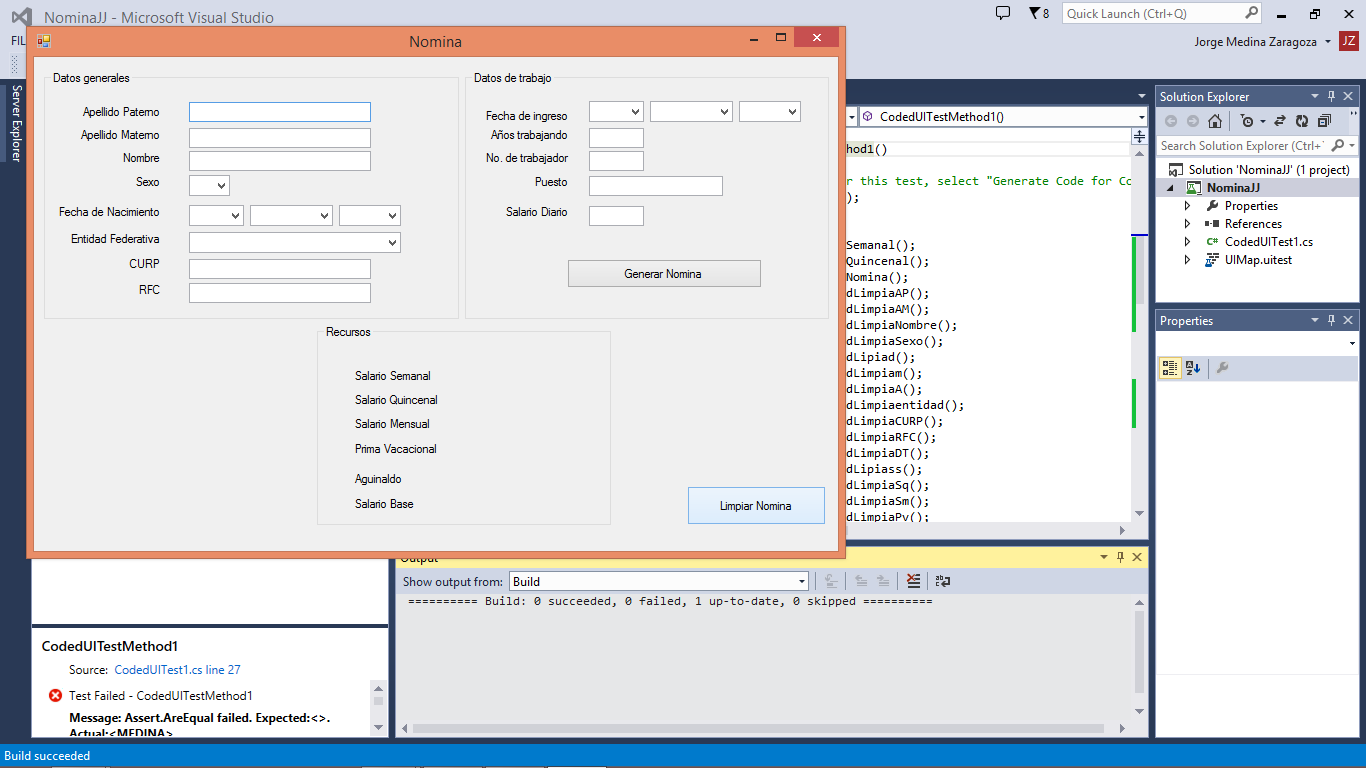 NominaJJ - Microsoft Visual Studio
8
Quick Launch (Ctrl+Q)
FIL
Jorge Medina Zaragoza
JZ
Server Explorer
Nomina
Datos generales
Apellido Paterno
Apellido Materno
Nombre
Sexo
Fecha de Nacimiento
Entidad Federativa
CURP
RFC
Datos de trabajo
Fecha de ingreso
Años trabajando
No. de trabajador
Puesto
Salario Diario
Generar Nomina
Recursos
Salario Semanal
Salario Quincenal
Salario Mensual
Prima Vacacional
Aguinaldo
Salario Base
Limpiar Nomina
CodedUITestMethod1()
hod1()
r this test, select "Generate Code for Co
);
Semanal();
Quincenal();
Nomina();
dLimpiaAP();
dLimpiaAM();
dLimpiaNombre();
dLimpiaSexo();
dLipiad();
dLimpiam();
dLimpiaA();
dLimpiaentidad();
dLimpiaCURP();
dLimpiaRFC();
dLimpiaDT();
dLipiass();
dLimpiaSq();
dLimpiaSm();
dLimpiaPv();
Solution Explorer
Search Solution Explorer (Ctrl+
Solution 'NominaJJ' (1 project)
NominaJJ
Properties
References
CodedUITest1.cs
UIMap.uitest
Properties
Output
Show output from: Build
========== Build: 0 succeeded, 0 failed, 1 up-to-date, 0 skipped ==========
CodedUITestMethod1
Source: CodedUITest1.cs line 27
Test Failed - CodedUITestMethod1
Message: Assert.AreEqual failed. Expected:<>.
Actual:<MEDINA>
Build succeeded